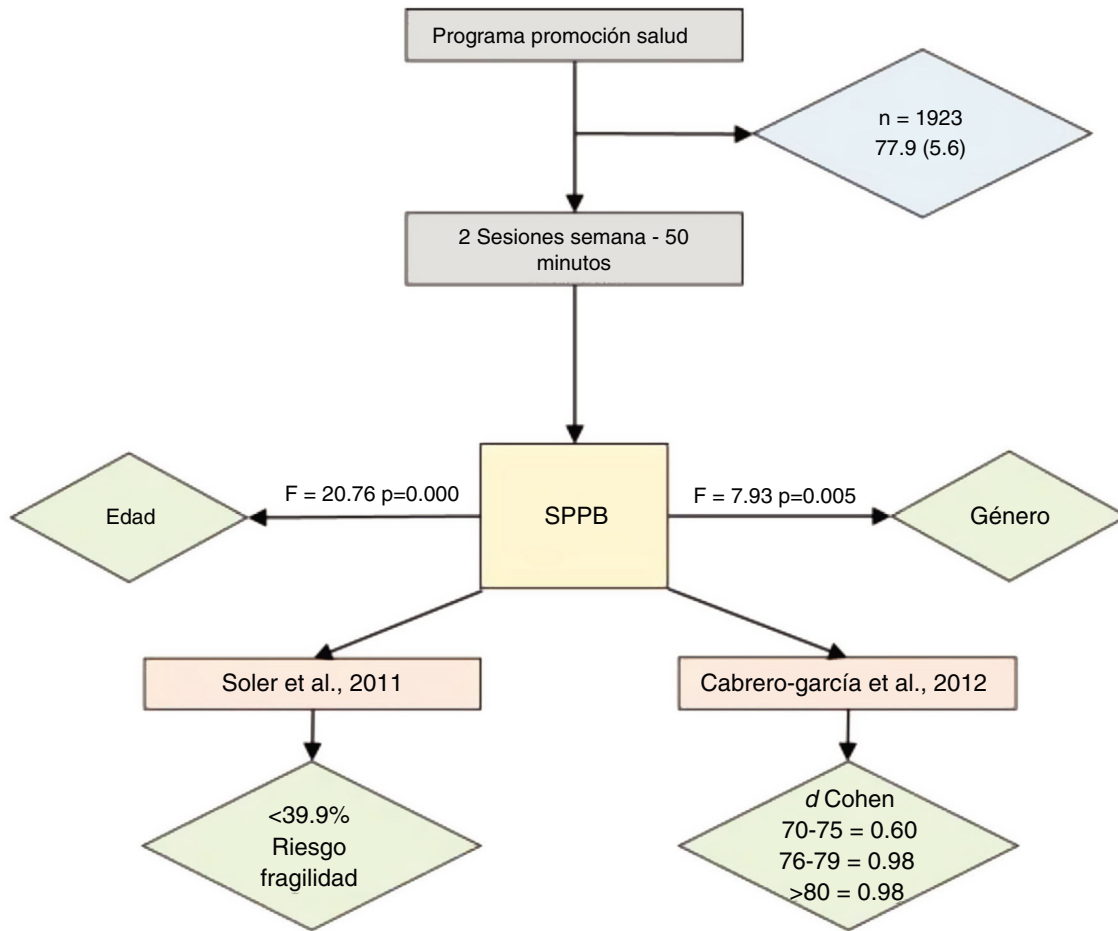 Programa promoción salud
n = 1923
77.9 (5.6)
2 Sesiones semana - 50
minutos
Edad
F = 20.76 p=0.000
SPPB
F = 7.93 p=0.005
Género
Soler et al., 2011
Cabrero-garcía et al., 2012
<39.9%
Riesgo
fragilidad
d Cohen
70-75 = 0.60
76-79 = 0.98
>80 = 0.98